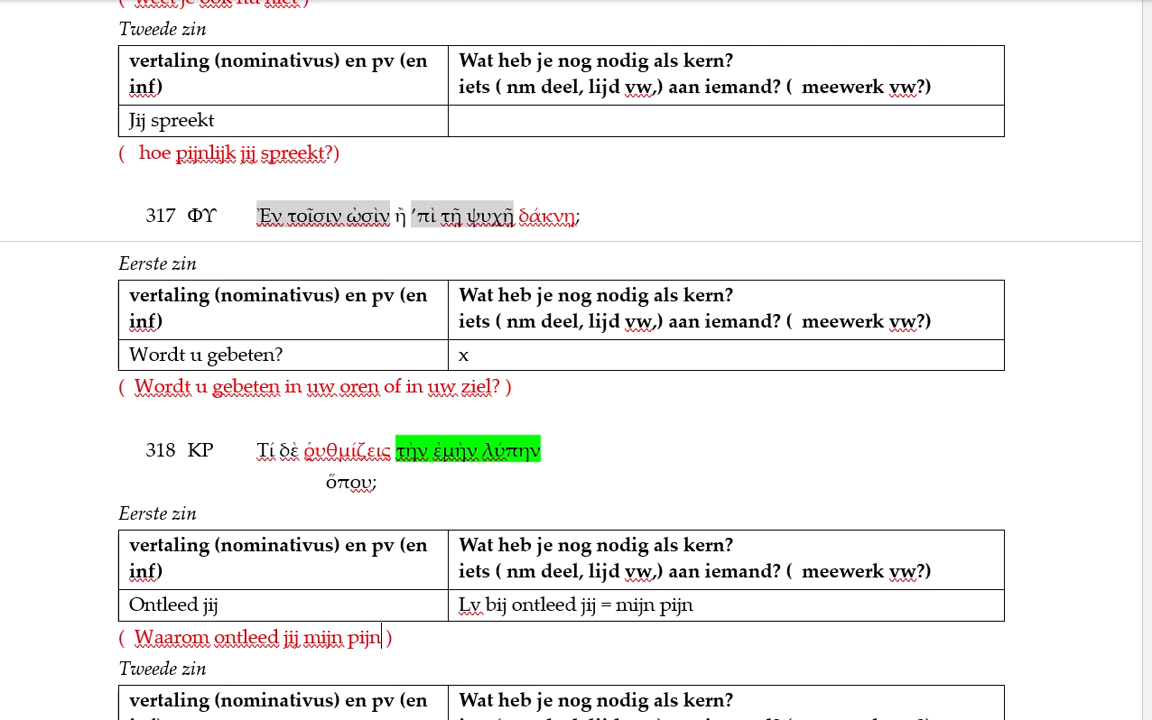 ( weet je ook nu niet )
Tweede zin
vertaling (nominativus) en pv (en inf)
Wat heb je nog nodig als kern?
iets ( nm deel, lijd vw,) aan iemand? ( meewerk vw?)
Jij spreekt
( hoe pijnlijk jij spreekt?)
317 ΦΥ Ἐν τοῖσιν ὠσὶν ἢ ’πὶ τῇ ψυχῇ δάκνῃ;
Eerste zin
vertaling (nominativus) en pv (en inf)
Wat heb je nog nodig als kern?
iets ( nm deel, lijd vw,) aan iemand? ( meewerk vw?)
Wordt u gebeten? x
( Wordt u gebeten in uw oren of in uw ziel? )
318 ΚΡ Τί δὲ ῥυθμίζεις τὴν ἐμὴν λύπην
ὅπου;
Eerste zin
vertaling (nominativus) en pv (en inf)
Wat heb je nog nodig als kern?
iets ( nm deel, lijd vw,) aan iemand? ( meewerk vw?)
Ontleed jij Lv bij ontleed jij = mijn pijn
( Waarom ontleed jij mijn pijn )
Tweede zin
vertaling (nominativus) en pv (en
Wat heb je nog nodig als kern?